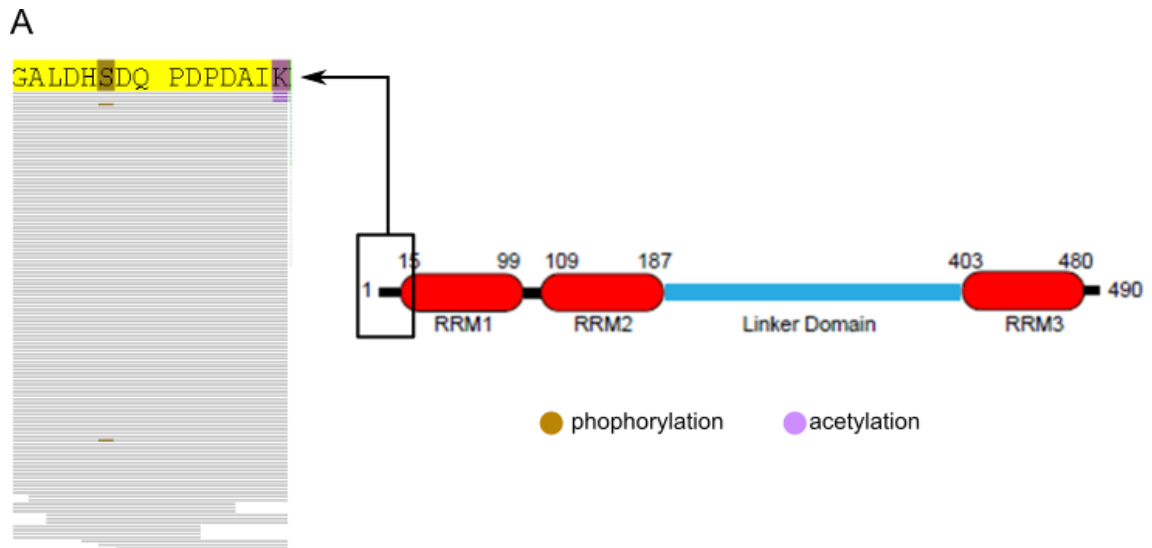 A
GALDHSDQ PDPDAIK
15 99 109 187 403 480
1 490
RRM1 RRM2 Linker Domain RRM3
phophorylation acetylation